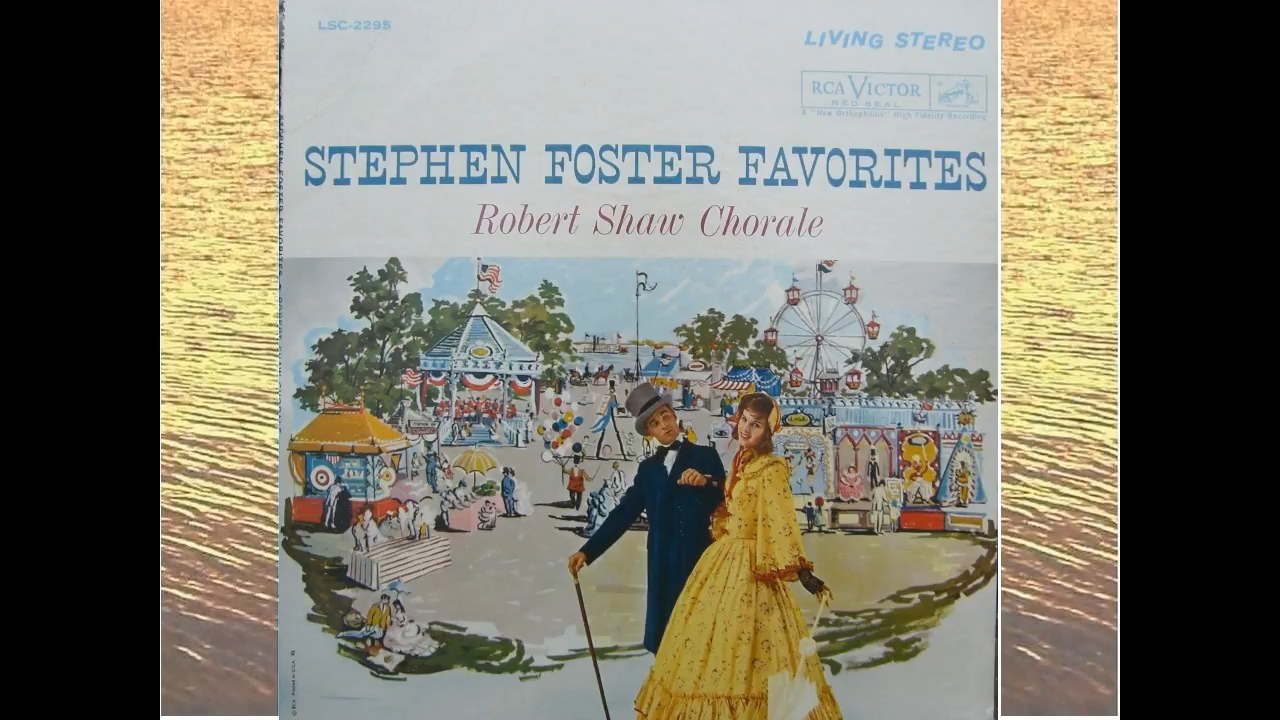 LSC-2295
LIVING STEREO
RCA VICTOR
RED SEAL
A "New Orthophonic" High Fidelity Recording
STEPHEN FOSTER FAVORITES
Robert Shaw Chorale